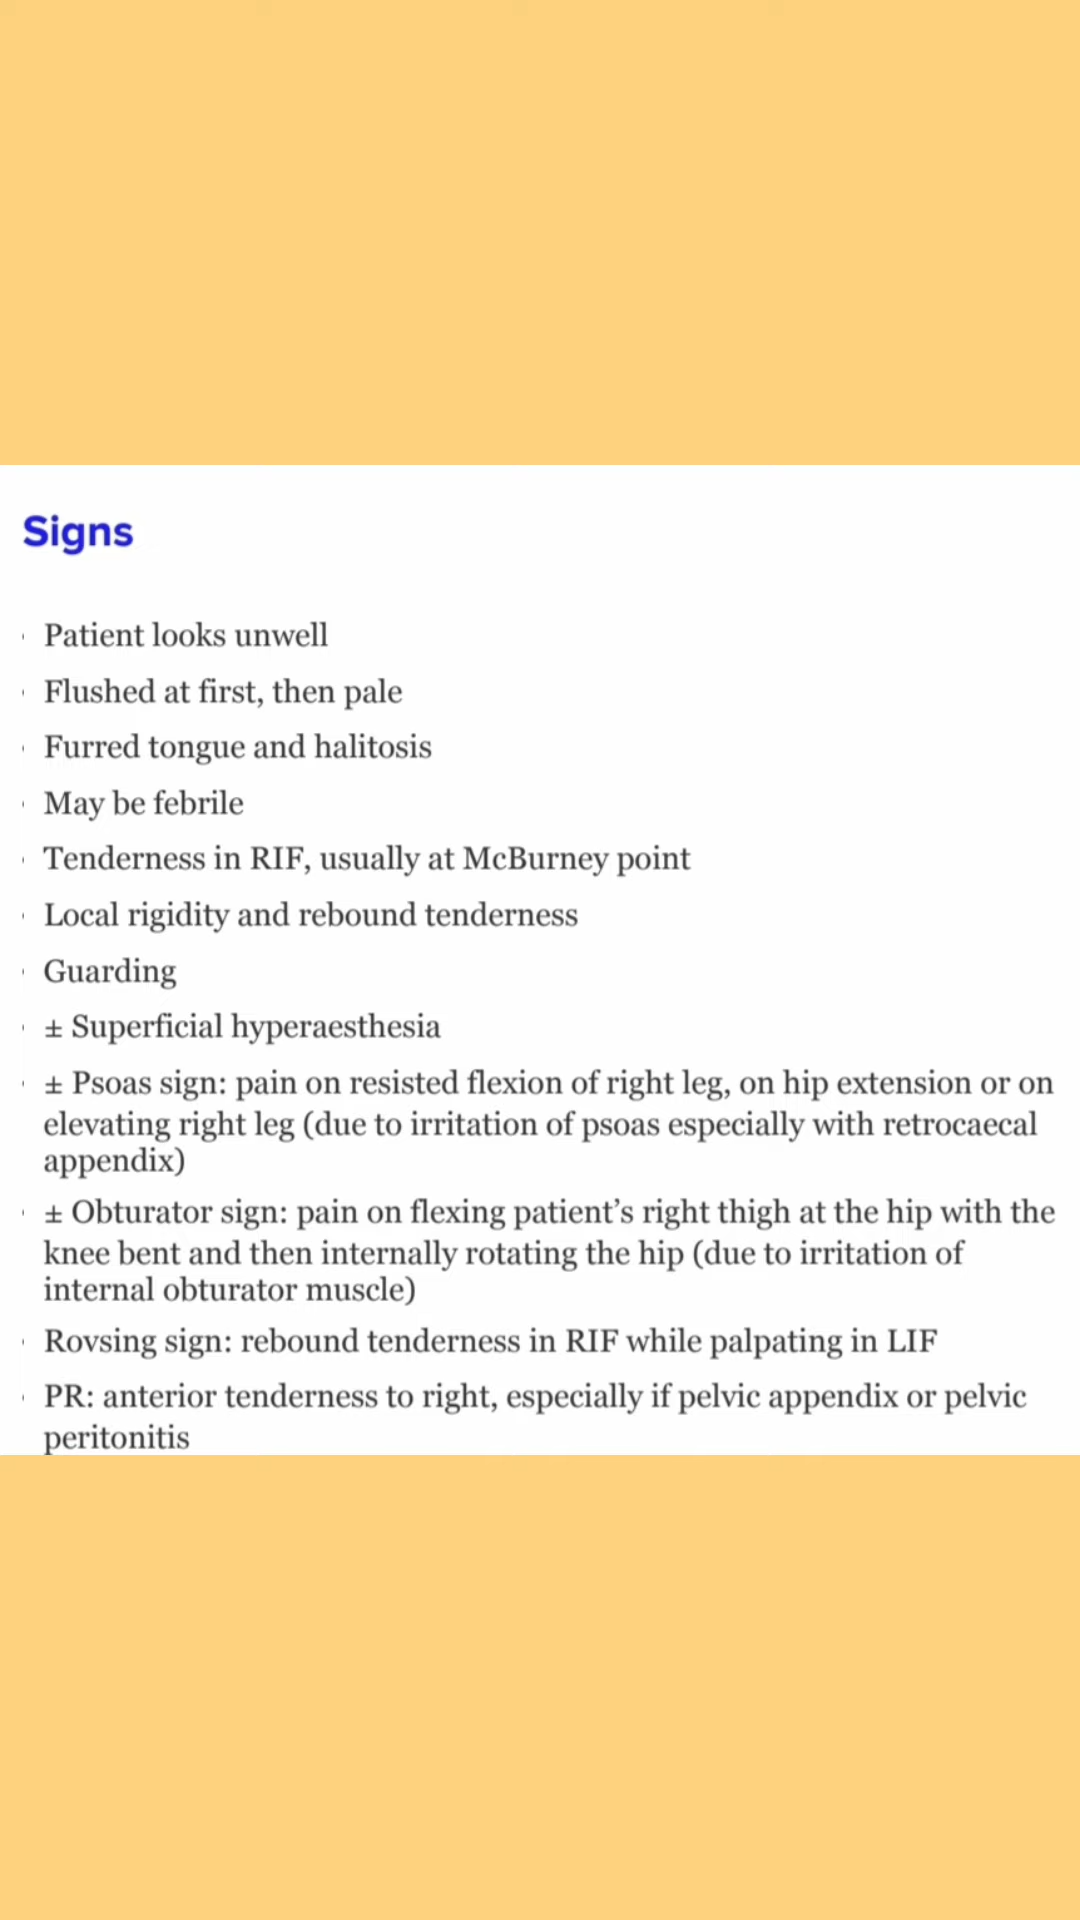 Signs
Patient looks unwell
Flushed at first, then pale
Furred tongue and halitosis
May be febrile
Tenderness in RIF, usually at McBurney point
Local rigidity and rebound tenderness
Guarding
± Superficial hyperaesthesia
± Psoas sign: pain on resisted flexion of right leg, on hip extension or on
elevating right leg (due to irritation of psoas especially with retrocaecal
appendix)
± Obturator sign: pain on flexing patient’s right thigh at the hip with the
knee bent and then internally rotating the hip (due to irritation of
internal obturator muscle)
Rovsing sign: rebound tenderness in RIF while palpating in LIF
PR: anterior tenderness to right, especially if pelvic appendix or pelvic
peritonitis